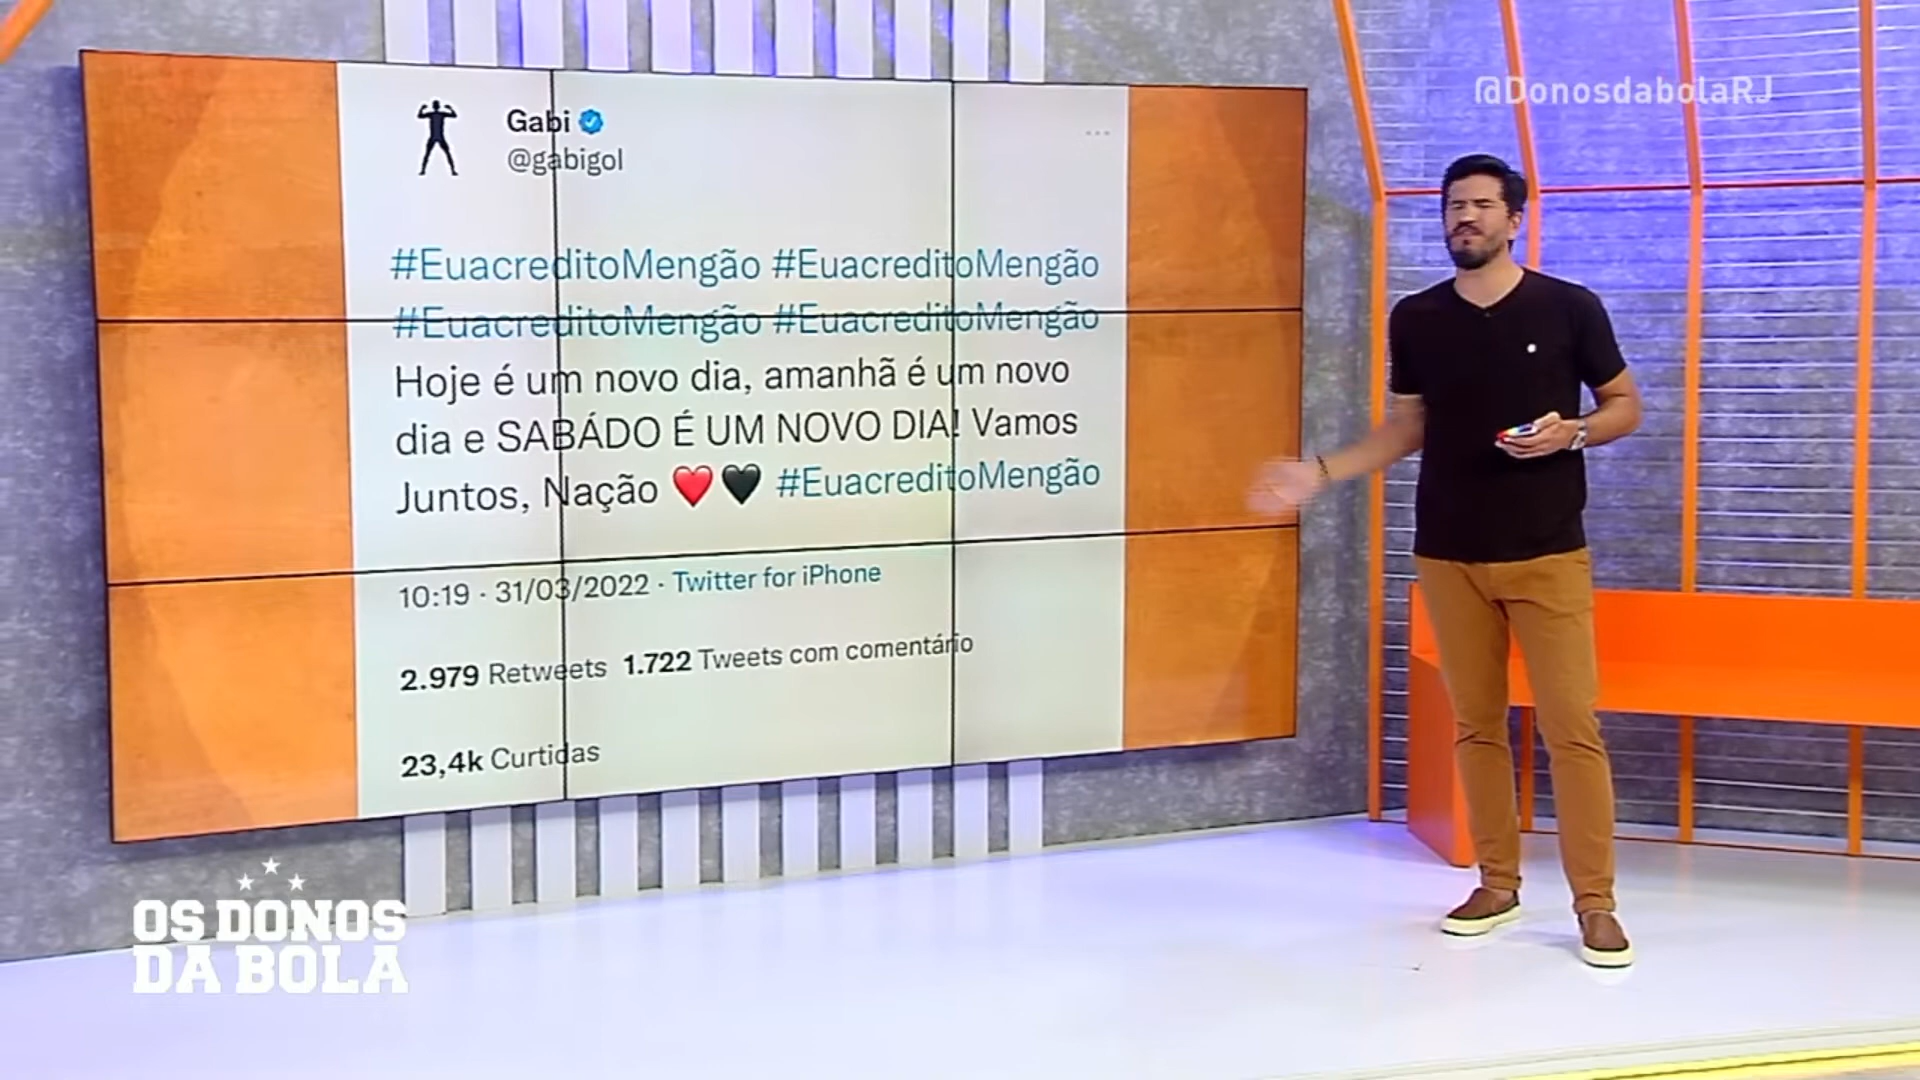 @DonosdabolaRJ
Gabi
@gabigol
#EuacreditoMengão #EuacreditoMengão
#EuacreditoMengão #EuacreditoMengão
Hoje é um novo dia, amanhã é um novo
dia e SABÁDO É UM NOVO DIA! Vamos
Juntos, Nação ❤️🖤 #EuacreditoMengão
10:19 · 31/03/2022 · Twitter for iPhone
2.979 Retweets 1.722 Tweets com comentário
23,4k Curtidas
OS DONOS
DA BOLA